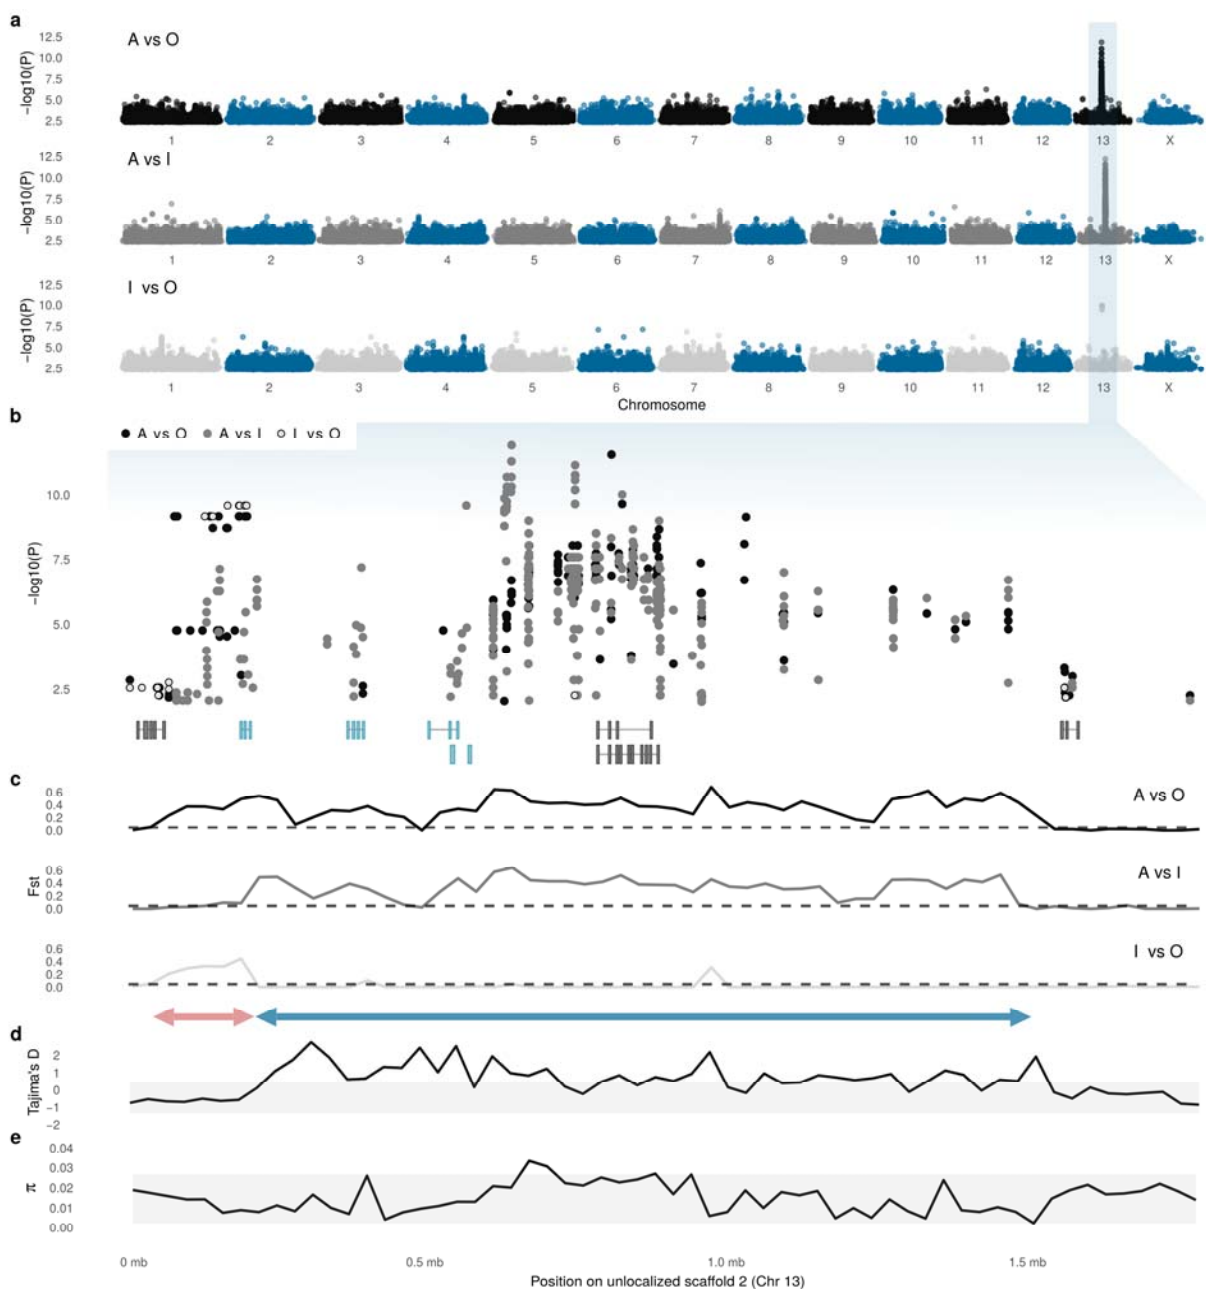 a
A vs O
12.5
10.0
7.5
5.0
2.5
−log10(P)
1 2 3 4 5 6 7 8 9 10 11 12 13 X
A vs I
12.5
10.0
7.5
5.0
2.5
−log10(P)
1 2 3 4 5 6 7 8 9 10 11 12 13 X
I vs O
12.5
10.0
7.5
5.0
2.5
−log10(P)
1 2 3 4 5 6 7 8 9 10 11 12 13 X
Chromosome
b
A vs O A vs I I vs O
10.0
7.5
5.0
2.5
−log10(P)
c
0.6
0.4
0.2
0.0
A vs O
Fst
0.6
0.4
0.2
0.0
A vs I
0.6
0.4
0.2
0.0
I vs O
d
Tajima's D
2
1
0
−1
−2
e
π
0.04
0.03
0.02
0.01
0.00
0 mb 0.5 mb 1.0 mb 1.5 mb
Position on unlocalized scaffold 2 (Chr 13)